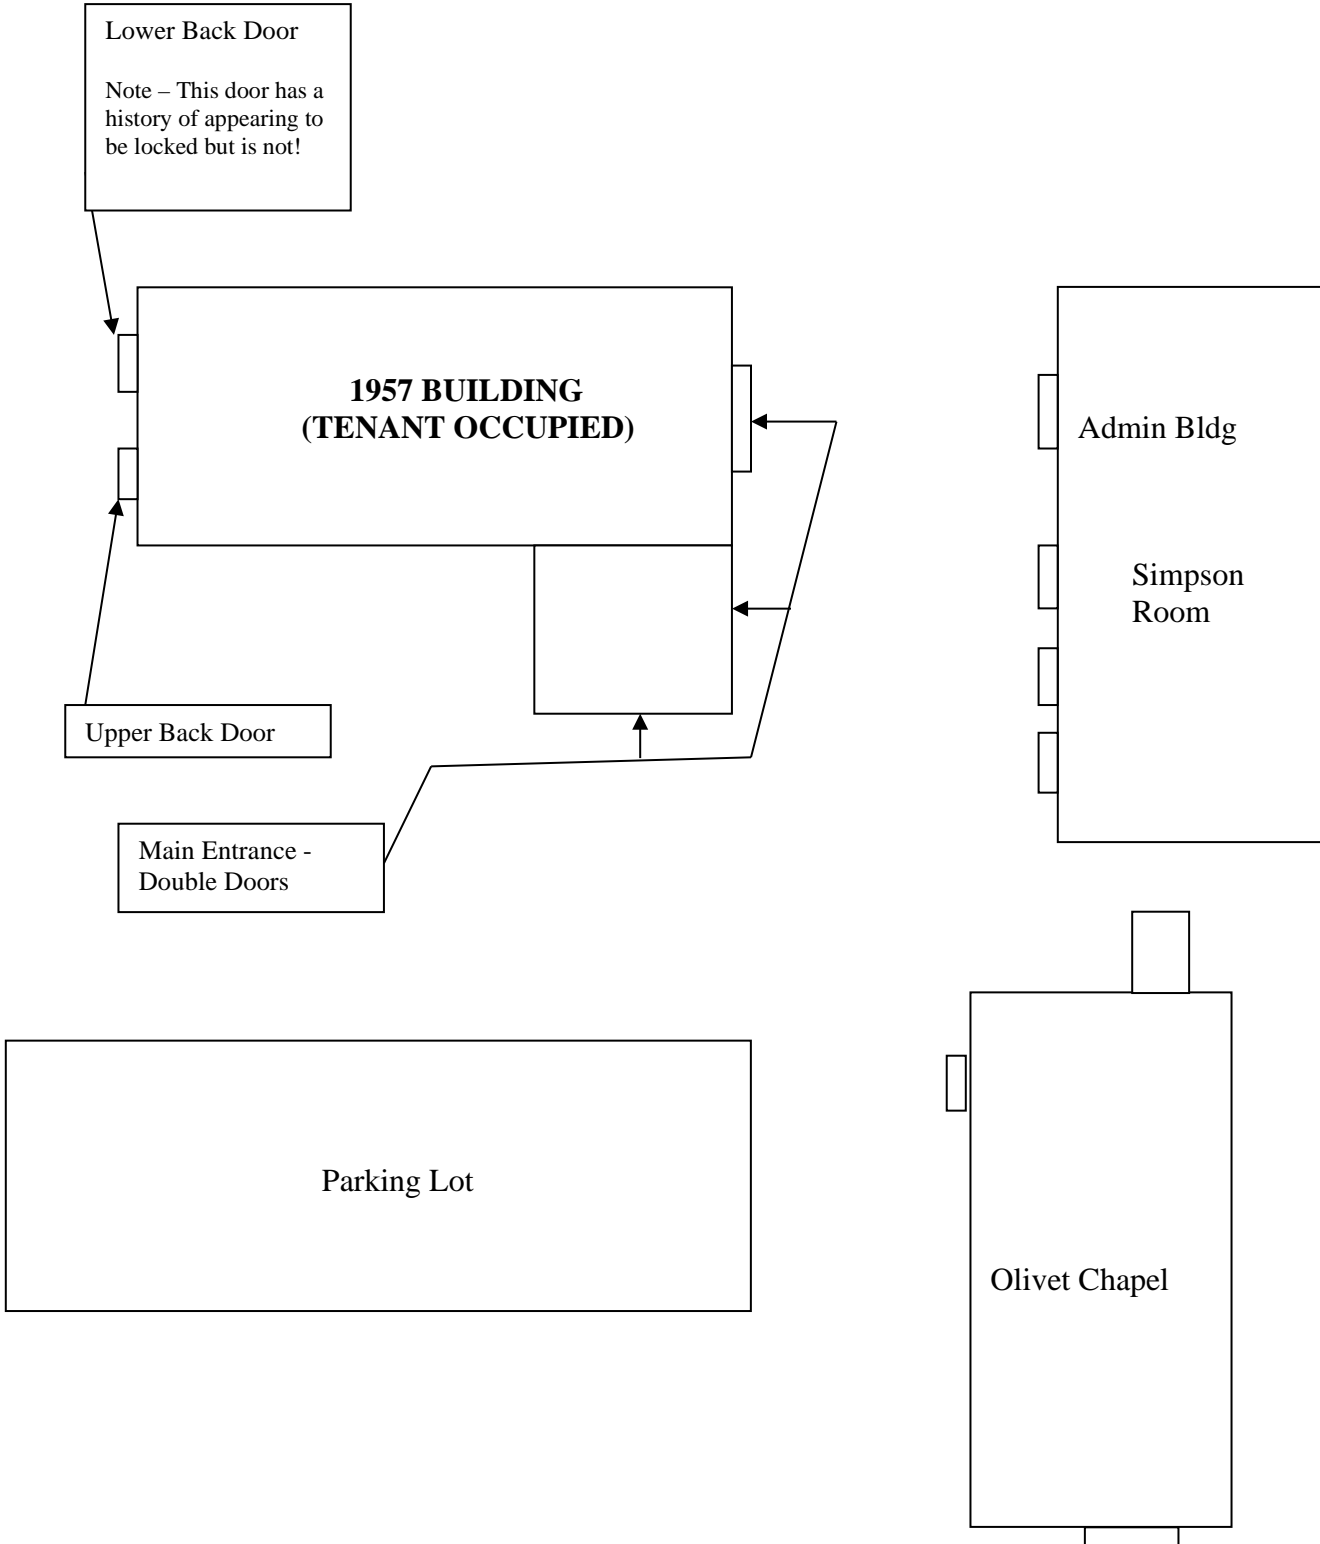 Lower Back Door
Note – This door has a
history of appearing to
be locked but is not!
1957 BUILDING
(TENANT OCCUPIED)
Admin Bldg
Simpson
Room
Upper Back Door
Main Entrance -
Double Doors
Parking Lot
Olivet Chapel